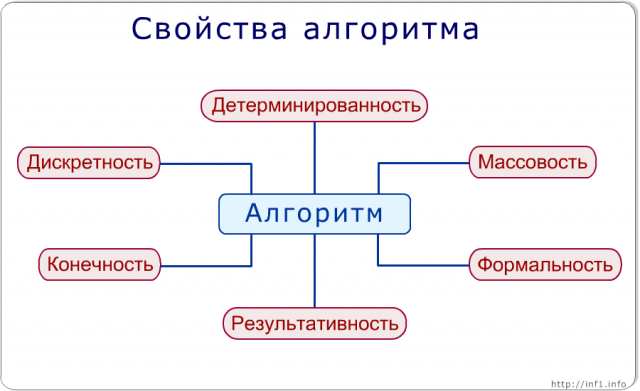 Свойства алгоритма
Детерминированность
Дискретность
Массовость
Алгоритм
Конечность
Формальность
Результативность
http://inf1.info